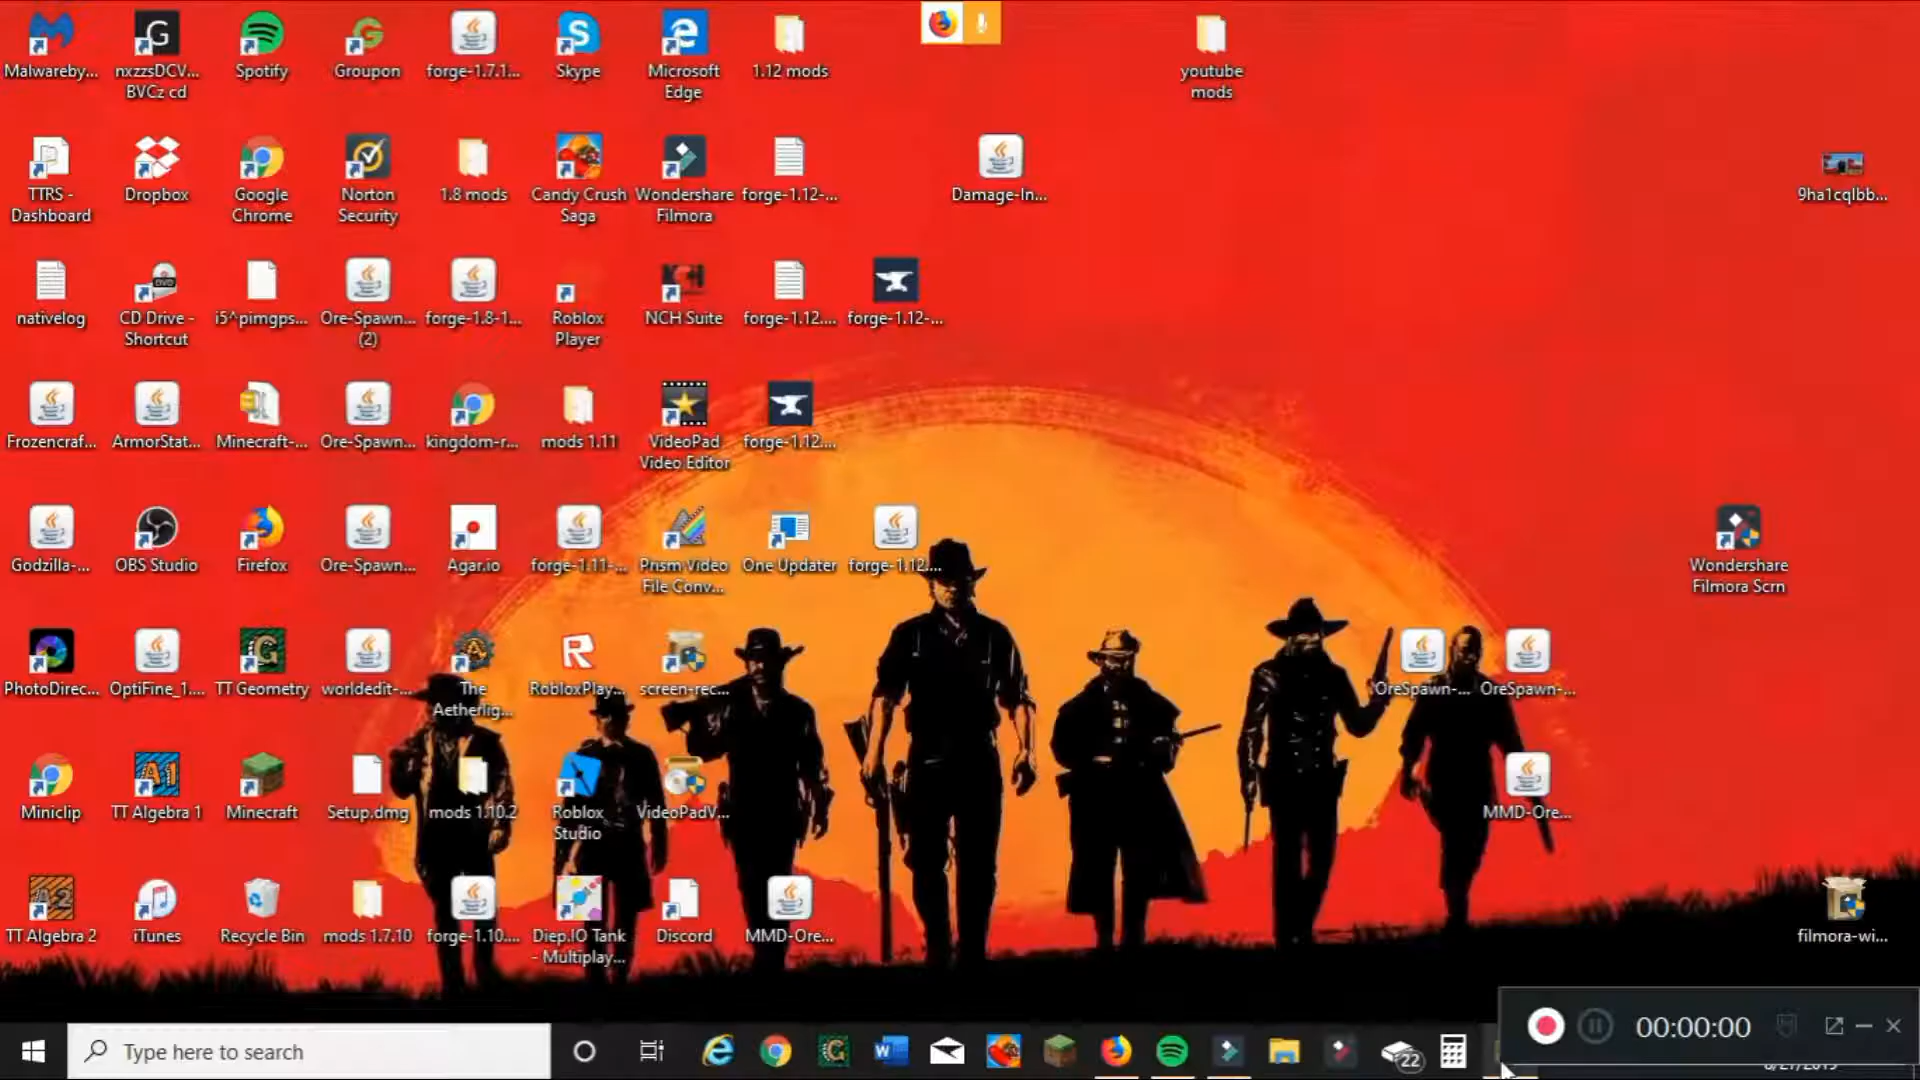 Malwareby...
nxzzsDCV...
BVCz cd
Spotify
Groupon
forge-1.7.1...
Skype
Microsoft
Edge
1.12 mods
youtube
mods
TTRS -
Dashboard
Dropbox
Google
Chrome
Norton
Security
1.8 mods
Candy Crush
Saga
Wondershare
Filmora
forge-1.12-...
Damage-In...
9ha1cqlbb...
nativelog
CD Drive -
Shortcut
i5^pimgps...
Ore-Spawn...
(2)
forge-1.8-1...
Roblox
Player
NCH Suite
forge-1.12....
forge-1.12-...
Frozencraf...
ArmorStat...
Minecraft-...
Ore-Spawn...
kingdom-r...
mods 1.11
VideoPad
Video Editor
forge-1.12....
Godzilla-...
OBS Studio
Firefox
Ore-Spawn...
Agar.io
forge-1.11-...
Prism Video
File Conv...
One Updater
forge-1.12....
Wondershare
Filmora Scrn
PhotoDirec...
OptiFine_1....
TT Geometry
worldedit-...
The
Aetherlig...
RobloxPlay...
screen-rec...
OreSpawn-...
OreSpawn-...
Miniclip
TT Algebra 1
Minecraft
Setup.dmg
mods 1.10.2
Roblox
Studio
VideoPadV...
MMD-Ore...
TT Algebra 2
iTunes
Recycle Bin
mods 1.7.10
forge-1.10....
Diep.IO Tank
- Multiplay...
Discord
MMD-Ore...
filmora-wi...
00:00:00
Type here to search
22